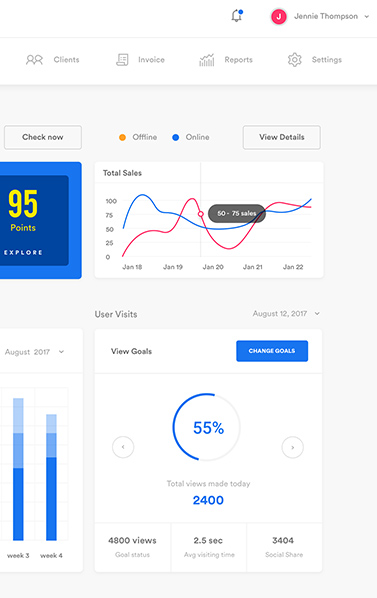 J Jennie Thompson
Clients Invoice Reports Settings
Check now
Offline Online
View Details
95
Points
EXPLORE
Total Sales
100
75
50
25
0
50 - 75 sales
Jan 18 Jan 19 Jan 20 Jan 21 Jan 22
User Visits
August 12, 2017
August 2017
week 3 week 4
View Goals
CHANGE GOALS
55%
Total views made today
2400
4800 views
Goal status
2.5 sec
Avg visiting time
3404
Social Share